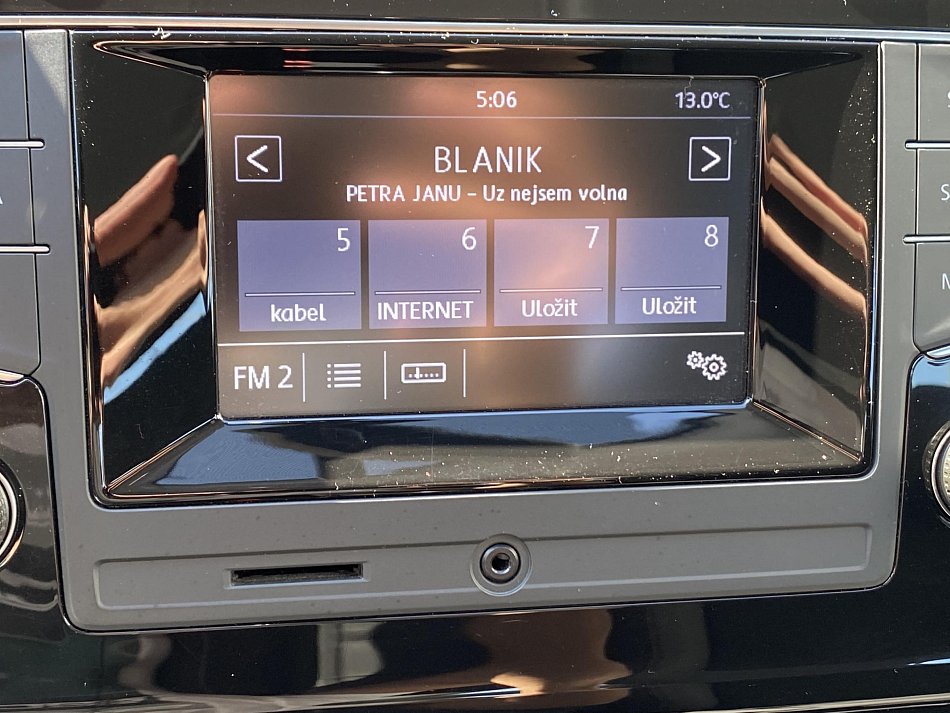 5:06 13.0°C
BLANIK
PETRA JANU - Uz nejsem volna
5 6 7 8
kabel INTERNET Uložit Uložit
FM 2